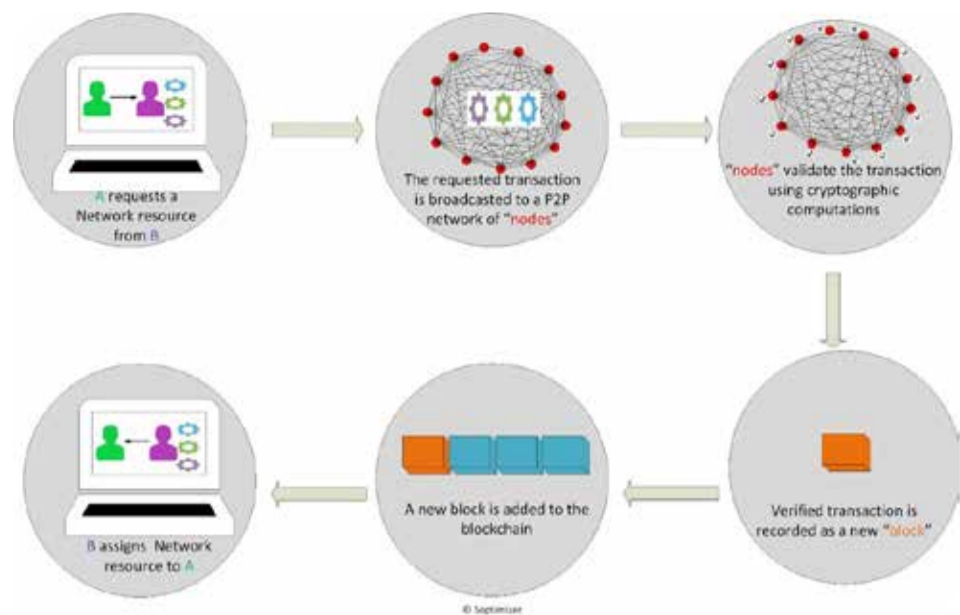 A requests a
Network resource
from B
The requested transaction
is broadcasted to a P2P
network of "nodes"
"nodes" validate the transaction
using cryptographic
computations
Verified transaction is
recorded as a new "block"
A new block is added to the
blockchain
B assigns Network
resource to A